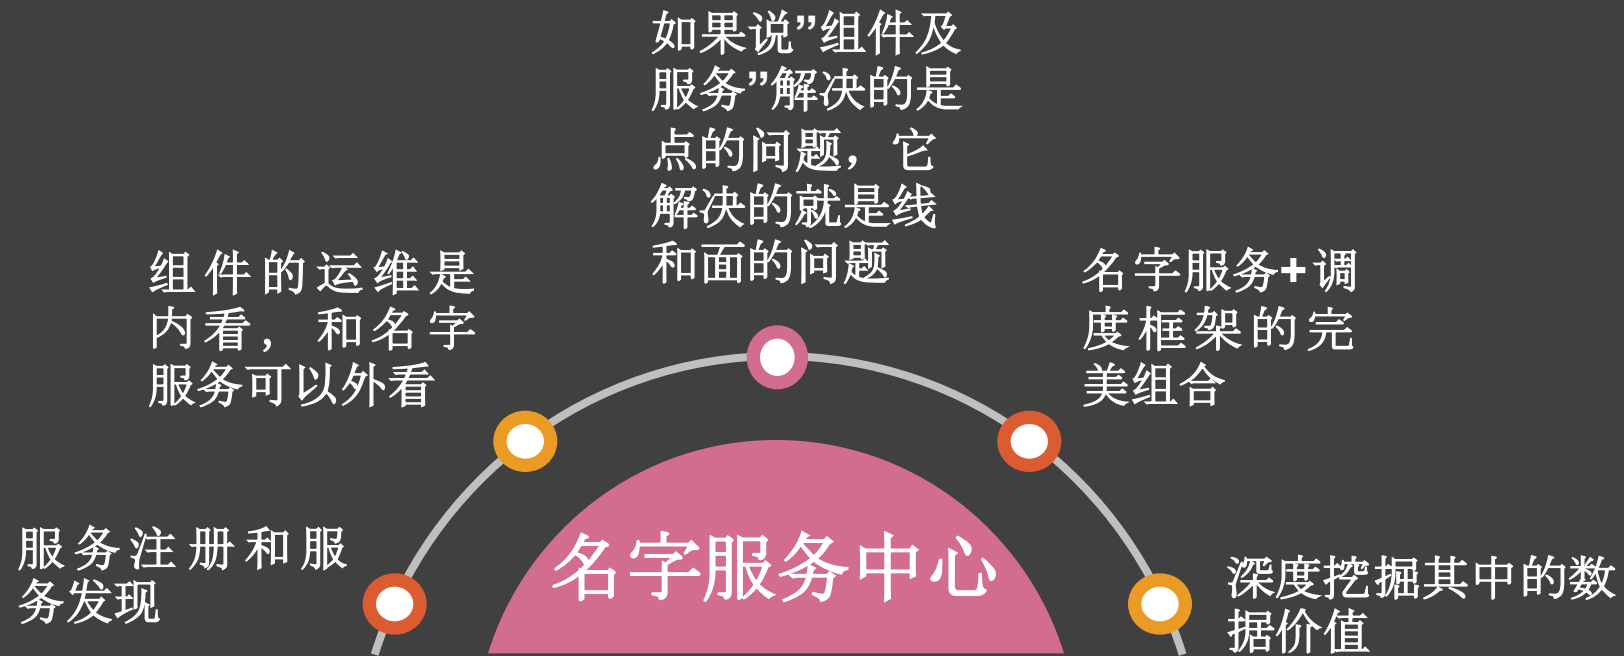 如果说”组件及
服务”解决的是
点的问题，它
解决的就是线
和面的问题
组件的运维是
内看，和名字
服务可以外看
名字服务+调
度框架的完
美组合
服务注册和服
务发现
名字服务中心
深度挖掘其中的数
据价值